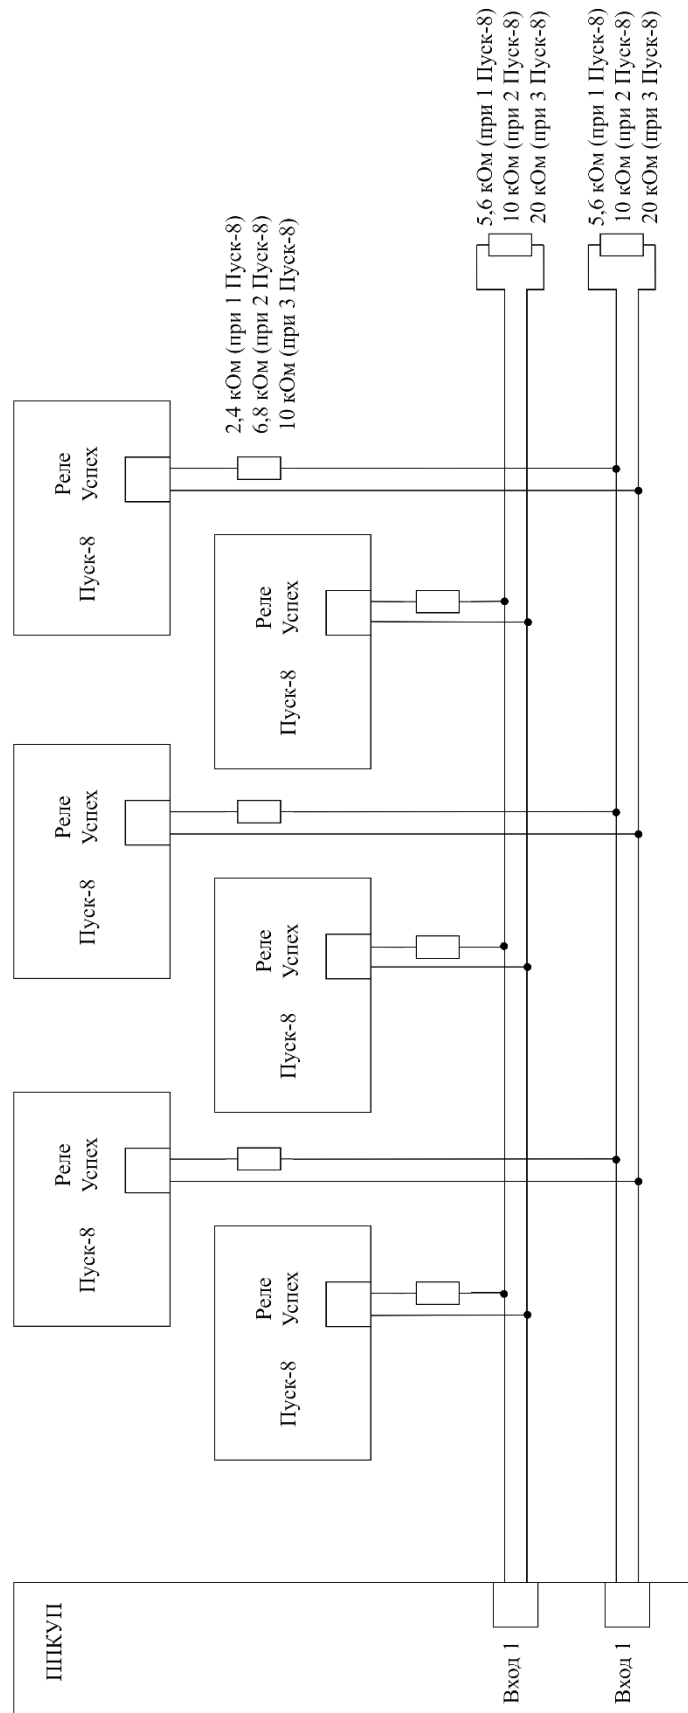 ППКУП
Вход 1
Вход 1
Реле
Успех
Пуск-8
Реле
Успех
Пуск-8
Реле
Успех
Пуск-8
Реле
Успех
Пуск-8
Реле
Успех
Пуск-8
Реле
Успех
Пуск-8
2,4 кОм (при 1 Пуск-8)
6,8 кОм (при 2 Пуск-8)
10 кОм (при 3 Пуск-8)
5,6 кОм (при 1 Пуск-8)
10 кОм (при 2 Пуск-8)
20 кОм (при 3 Пуск-8)
5,6 кОм (при 1 Пуск-8)
10 кОм (при 2 Пуск-8)
20 кОм (при 3 Пуск-8)